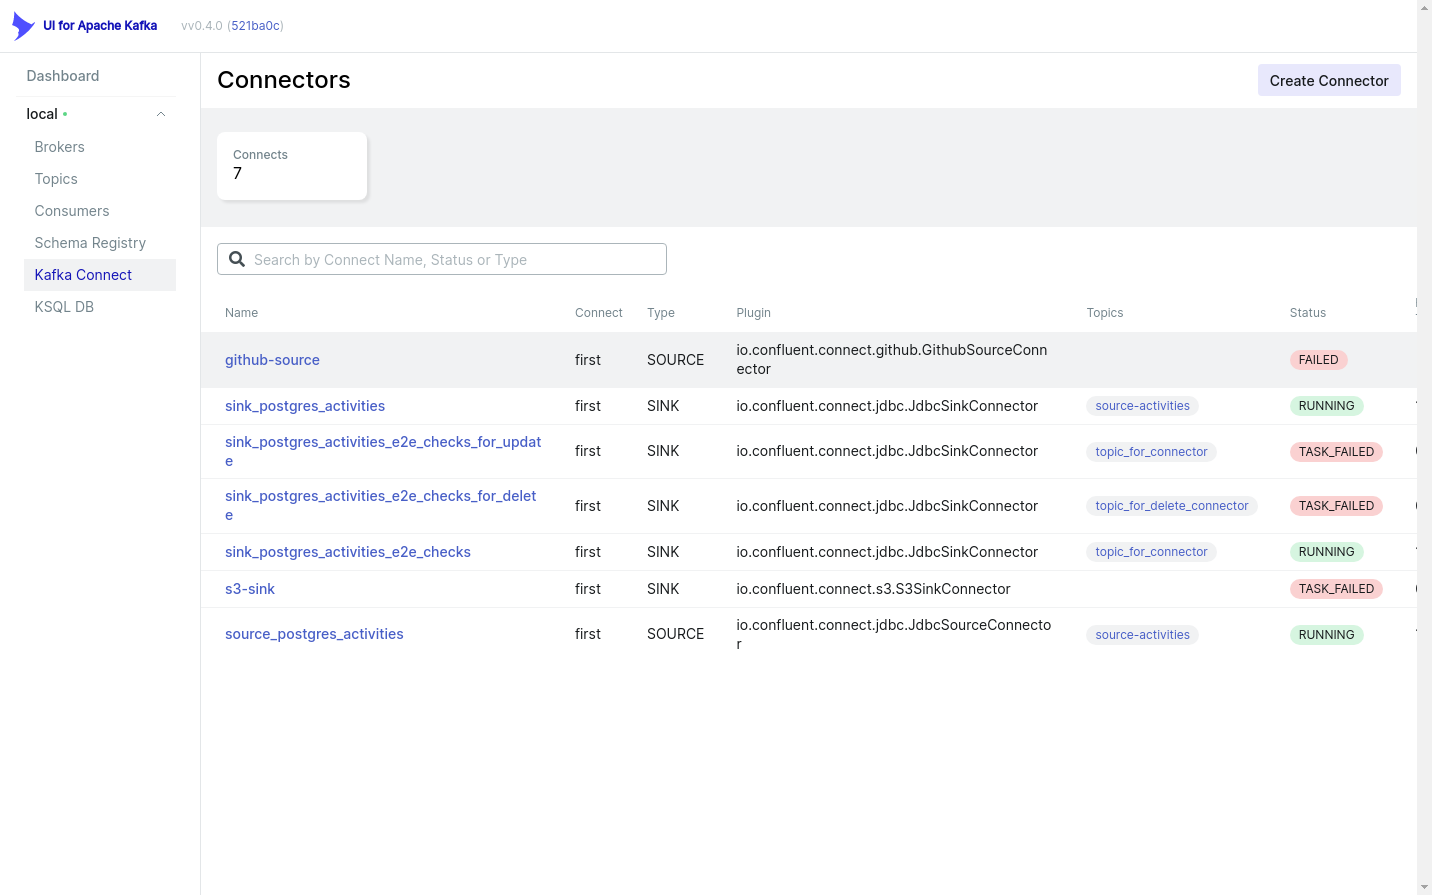 UI for Apache Kafka vv0.4.0 (521ba0c)
Dashboard
local
Brokers
Topics
Consumers
Schema Registry
Kafka Connect
KSQL DB
Connectors
Create Connector
Connects
7
Search by Connect Name, Status or Type
Name Connect Type Plugin Topics Status
github-source first SOURCE io.confluent.connect.github.GithubSourceConn
ector FAILED
sink_postgres_activities first SINK io.confluent.connect.jdbc.JdbcSinkConnector source-activities RUNNING
sink_postgres_activities_e2e_checks_for_updat
e first SINK io.confluent.connect.jdbc.JdbcSinkConnector topic_for_connector TASK_FAILED
sink_postgres_activities_e2e_checks_for_delet
e first SINK io.confluent.connect.jdbc.JdbcSinkConnector topic_for_delete_connector TASK_FAILED
sink_postgres_activities_e2e_checks first SINK io.confluent.connect.jdbc.JdbcSinkConnector topic_for_connector RUNNING
s3-sink first SINK io.confluent.connect.s3.S3SinkConnector TASK_FAILED
source_postgres_activities first SOURCE io.confluent.connect.jdbc.JdbcSourceConnecto
r source-activities RUNNING